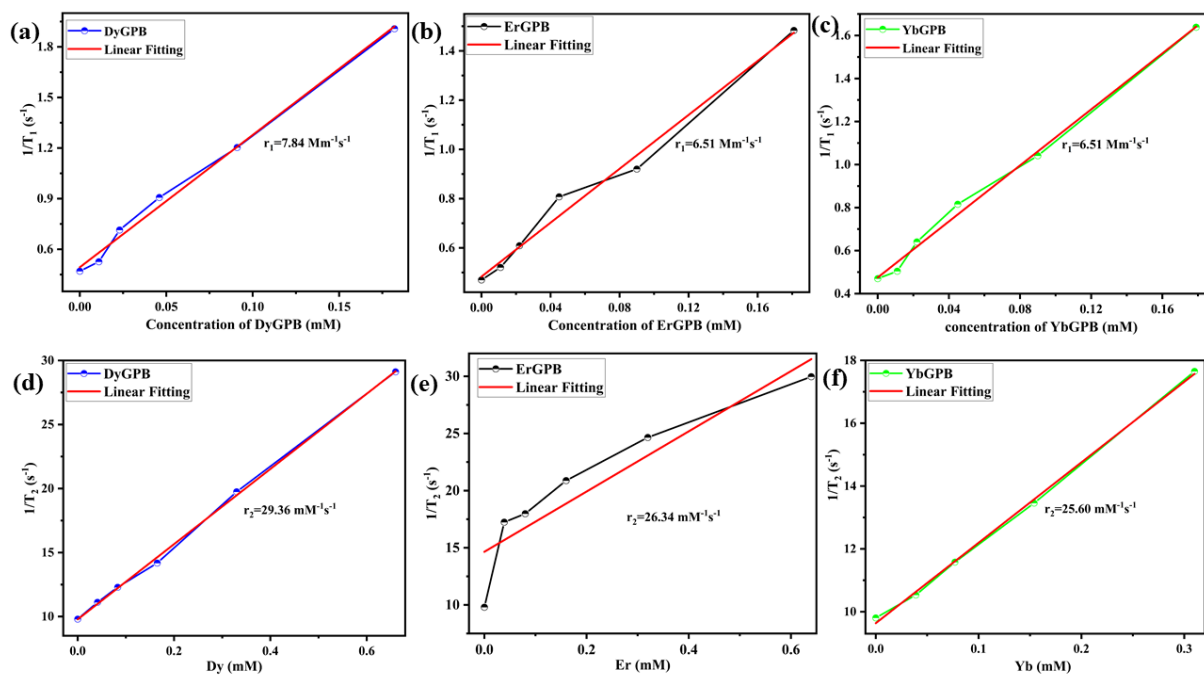 (a)
DyGPB
Linear Fitting
1.8
1.5
1.2
0.9
0.6
1/T₁ (s⁻¹)
r₁=7.84 Mm⁻¹s⁻¹
0.00 0.05 0.10 0.15
Concentration of DyGPB (mM)
(b)
ErGPB
Linear Fitting
1.4
1.2
1.0
0.8
0.6
0.4
1/T₁ (s⁻¹)
r₁=6.51 Mm⁻¹s⁻¹
0.00 0.04 0.08 0.12 0.16
Concentration of ErGPB (mM)
(c)
YbGPB
Linear Fitting
1.6
1.4
1.2
1.0
0.8
0.6
0.4
1/T₁ (s⁻¹)
r₁=6.51 Mm⁻¹s⁻¹
0.00 0.04 0.08 0.12 0.16
concentration of YbGPB (mM)
(d)
DyGPB
Linear Fitting
30
25
20
15
10
1/T₂ (s⁻¹)
r₂=29.36 mM⁻¹s⁻¹
0.0 0.2 0.4 0.6
Dy (mM)
(e)
ErGPB
Linear Fitting
30
25
20
15
10
1/T₂ (s⁻¹)
r₂=26.34 mM⁻¹s⁻¹
0.0 0.2 0.4 0.6
Er (mM)
(f)
YbGPB
Linear Fitting
18
16
14
12
10
1/T₂ (s⁻¹)
r₂=25.60 mM⁻¹s⁻¹
0.0 0.1 0.2 0.3
Yb (mM)